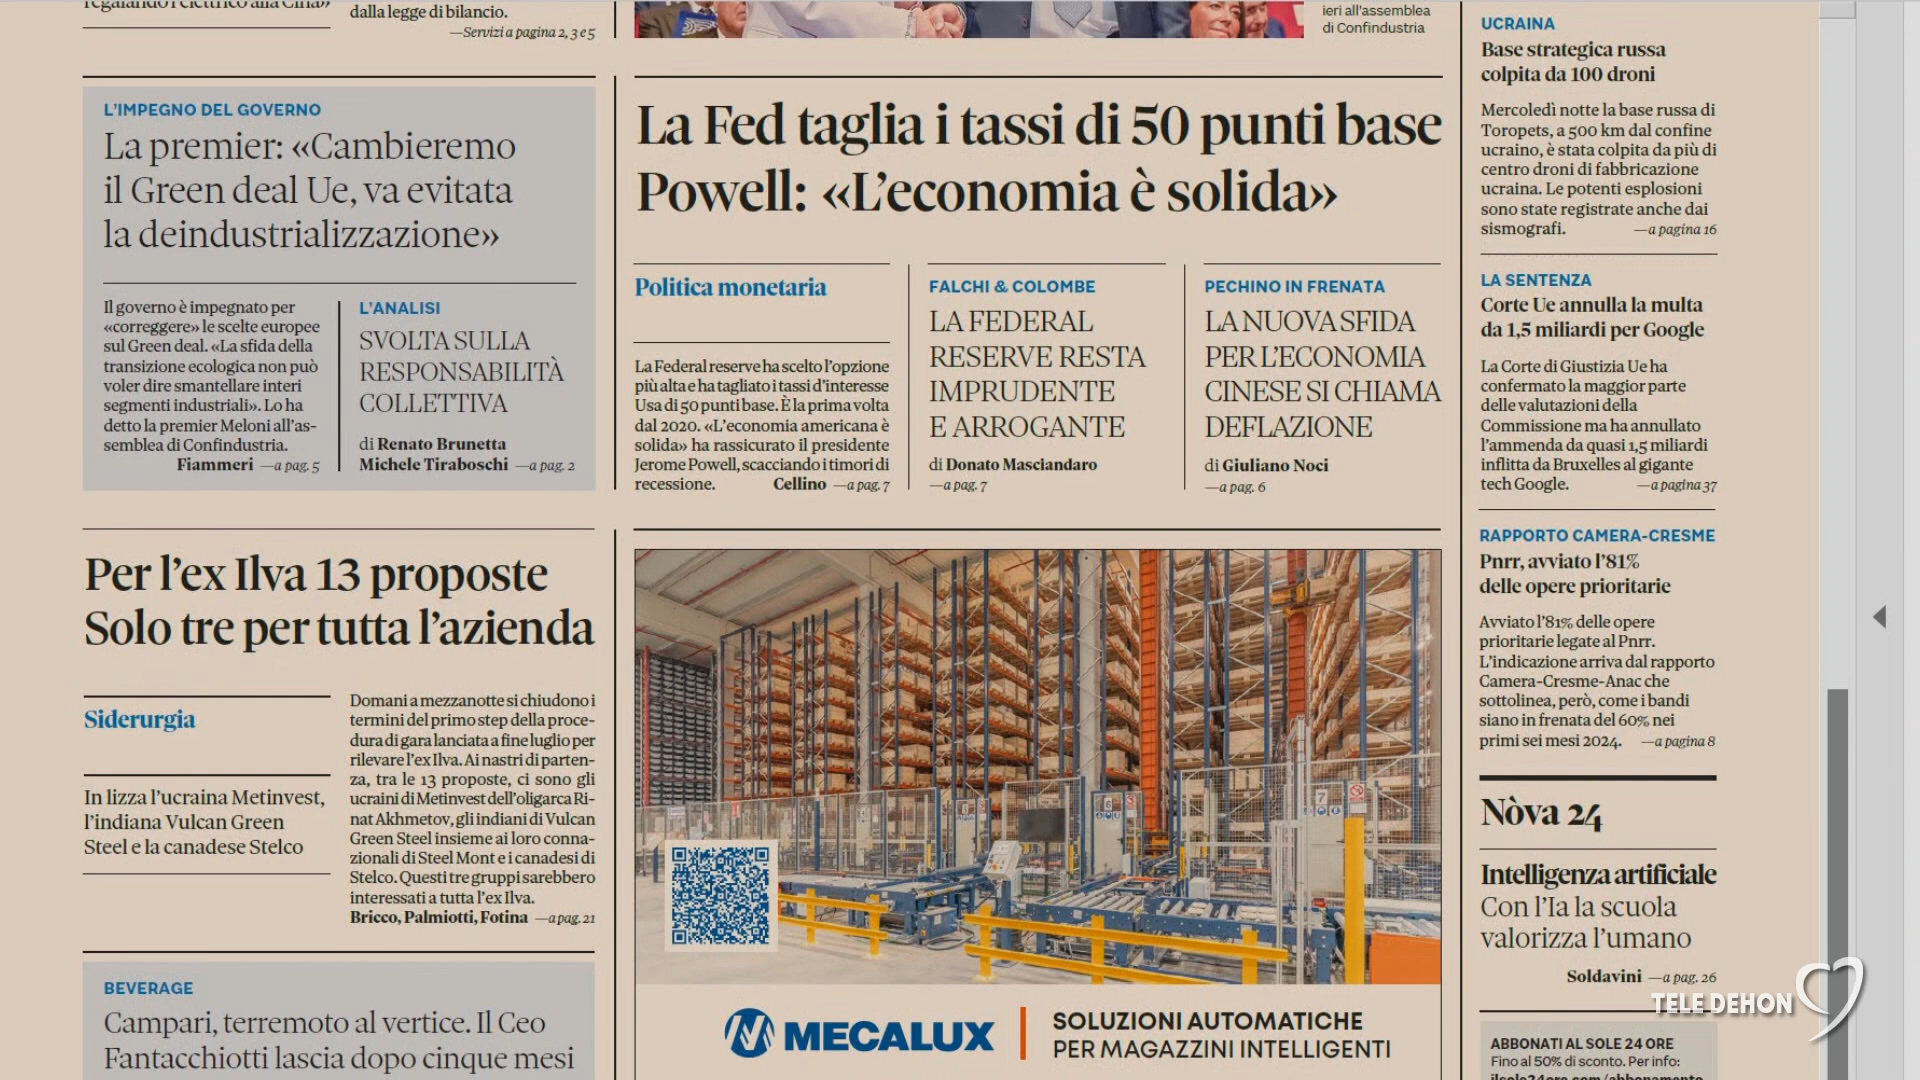 dalla legge di bilancio.
—Servizi a pagina 2, 3 e 5
ieri all'assemblea
di Confindustria
L'IMPEGNO DEL GOVERNO
La premier: «Cambieremo
il Green deal Ue, va evitata
la deindustrializzazione»
Il governo è impegnato per
«correggere» le scelte europee
sul Green deal. «La sfida della
transizione ecologica non può
voler dire smantellare interi
segmenti industriali». Lo ha
detto la premier Meloni all'as-
semblea di Confindustria.
Fiammeri —a pag. 5
L'ANALISI
SVOLTA SULLA
RESPONSABILITÀ
COLLETTIVA
di Renato Brunetta
Michele Tiraboschi —a pag. 2
La Fed taglia i tassi di 50 punti base
Powell: «L'economia è solida»
Politica monetaria
La Federal reserve ha scelto l'opzione
più alta e ha tagliato i tassi d'interesse
Usa di 50 punti base. È la prima volta
dal 2020. «L'economia americana è
solida» ha rassicurato il presidente
Jerome Powell, scacciando i timori di
recessione. Cellino —a pag. 7
FALCHI & COLOMBE
LA FEDERAL
RESERVE RESTA
IMPRUDENTE
E ARROGANTE
di Donato Masciandaro
—a pag. 7
PECHINO IN FRENATA
LA NUOVA SFIDA
PER L'ECONOMIA
CINESE SI CHIAMA
DEFLAZIONE
di Giuliano Noci
—a pag. 6
Per l'ex Ilva 13 proposte
Solo tre per tutta l'azienda
Siderurgia
In lizza l'ucraina Metinvest,
l'indiana Vulcan Green
Steel e la canadese Stelco
Domani a mezzanotte si chiudono i
termini del primo step della proce-
dura di gara lanciata a fine luglio per
rilevare l'ex Ilva. Ai nastri di parten-
za, tra le 13 proposte, ci sono gli
ucraini di Metinvest dell'oligarca Ri-
nat Akhmetov, gli indiani di Vulcan
Green Steel insieme ai loro conna-
zionali di Steel Mont e i canadesi di
Stelco. Questi tre gruppi sarebbero
interessati a tutta l'ex Ilva.
Bricco, Palmiotti, Fotina —a pag. 21
BEVERAGE
Campari, terremoto al vertice. Il Ceo
Fantacchiotti lascia dopo cinque mesi
6
7
MECALUX
SOLUZIONI AUTOMATICHE
PER MAGAZZINI INTELLIGENTI
UCRAINA
Base strategica russa
colpita da 100 droni
Mercoledì notte la base russa di
Toropets, a 500 km dal confine
ucraino, è stata colpita da più di
centro droni di fabbricazione
ucraina. Le potenti esplosioni
sono state registrate anche dai
sismografi. —a pagina 16
LA SENTENZA
Corte Ue annulla la multa
da 1,5 miliardi per Google
La Corte di Giustizia Ue ha
confermato la maggior parte
delle valutazioni della
Commissione ma ha annullato
l'ammenda da quasi 1,5 miliardi
inflitta da Bruxelles al gigante
tech Google. —a pagina 37
RAPPORTO CAMERA-CRESME
Pnrr, avviato l'81%
delle opere prioritarie
Avviato l'81% delle opere
prioritarie legate al Pnrr.
L'indicazione arriva dal rapporto
Camera-Cresme-Anac che
sottolinea, però, come i bandi
siano in frenata del 60% nei
primi sei mesi 2024. —a pagina 8
Nòva 24
Intelligenza artificiale
Con l'Ia la scuola
valorizza l'umano
Soldavini —a pag. 26
TELE DEHON
ABBONATI AL SOLE 24 ORE
Fino al 50% di sconto. Per info:
ilsole24ore.com/abbonamento